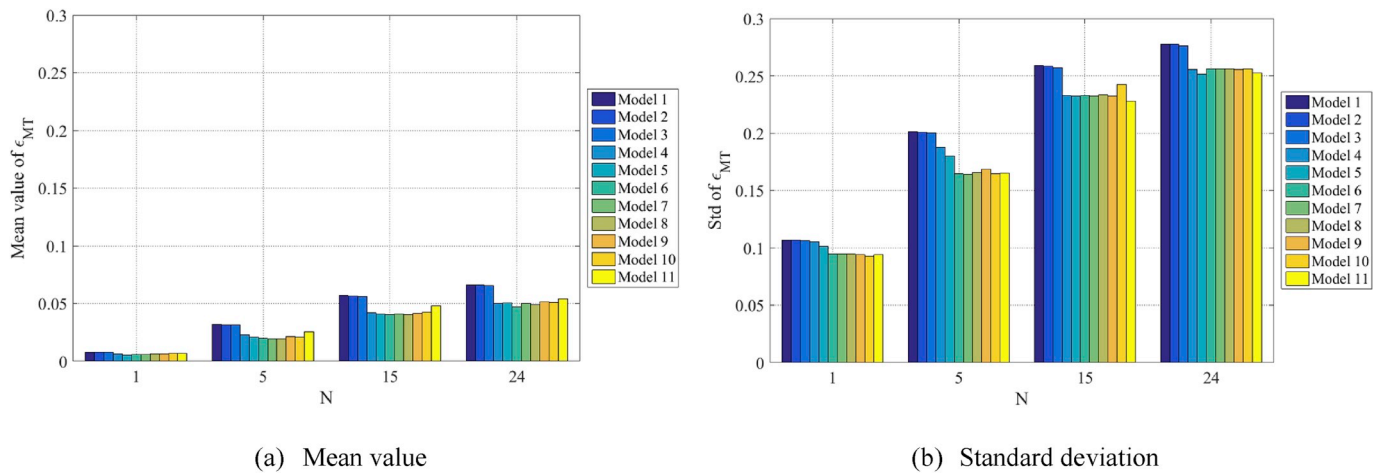 0.3
0.25
0.2
0.15
0.1
0.05
0
Mean value of ϵ_MT
1 5 15 24
N
Model 1
Model 2
Model 3
Model 4
Model 5
Model 6
Model 7
Model 8
Model 9
Model 10
Model 11
(a) Mean value
0.3
0.25
0.2
0.15
0.1
0.05
0
Std of ϵ_MT
1 5 15 24
N
Model 1
Model 2
Model 3
Model 4
Model 5
Model 6
Model 7
Model 8
Model 9
Model 10
Model 11
(b) Standard deviation